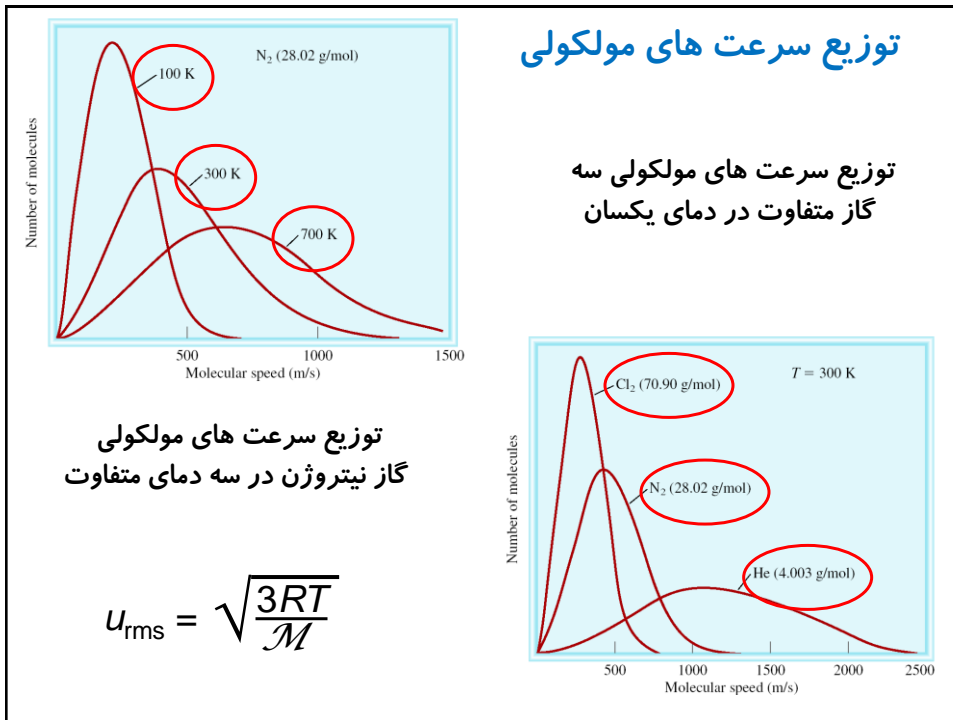 توزیع سرعت های مولکولی
N₂ (28.02 g/mol)
100 K
300 K
700 K
Number of molecules
500
1000
1500
Molecular speed (m/s)
توزیع سرعت های مولکولی سه
گاز متفاوت در دمای یکسان
توزیع سرعت های مولکولی
گاز نیتروژن در سه دمای متفاوت
u_rms = √(3RT/ℳ)
T = 300 K
Cl₂ (70.90 g/mol)
N₂ (28.02 g/mol)
He (4.003 g/mol)
Number of molecules
500
1000
1500
2000
2500
Molecular speed (m/s)